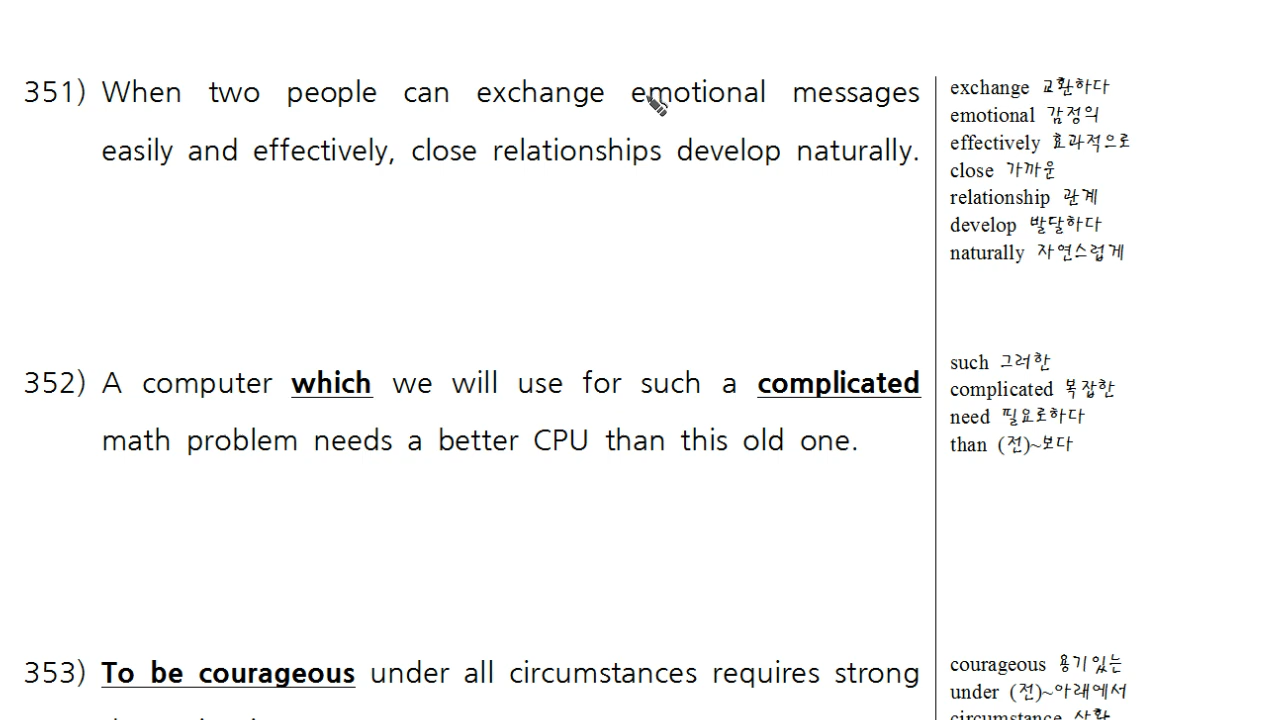 351) When two people can exchange emotional messages
easily and effectively, close relationships develop naturally.
exchange 교환하다
emotional 감정의
effectively 효과적으로
close 가까운
relationship 관계
develop 발달하다
naturally 자연스럽게
352) A computer which we will use for such a complicated
math problem needs a better CPU than this old one.
such 그러한
complicated 복잡한
need 필요로하다
than (전)~보다
353) To be courageous under all circumstances requires strong
courageous 용기있는
under (전)~아래에서
circumstance 상황